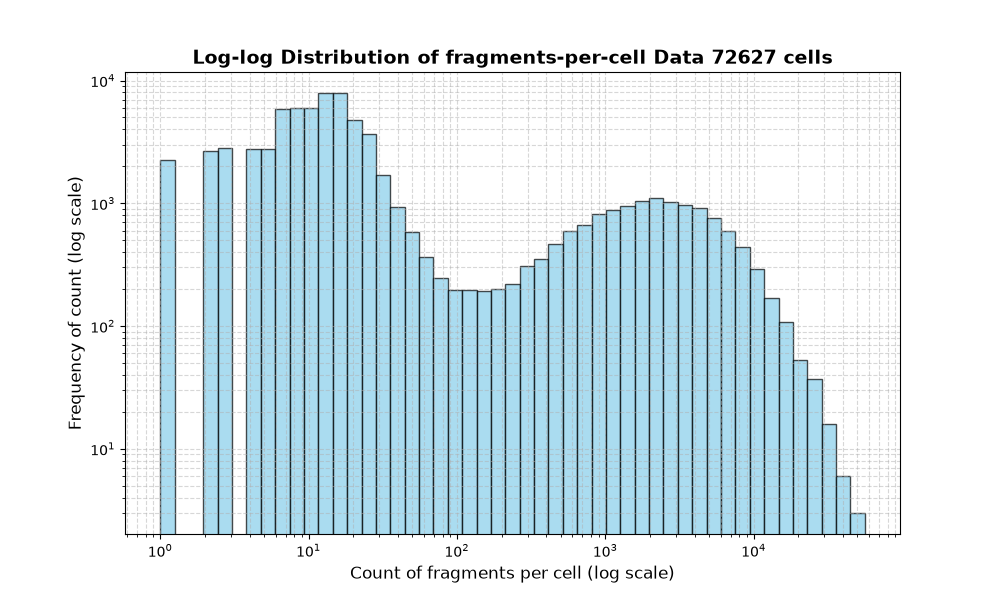 Log-log Distribution of fragments-per-cell Data 72627 cells
Frequency of count (log scale)
10⁴
10³
10²
10¹
10⁰ 10¹ 10² 10³ 10⁴
Count of fragments per cell (log scale)